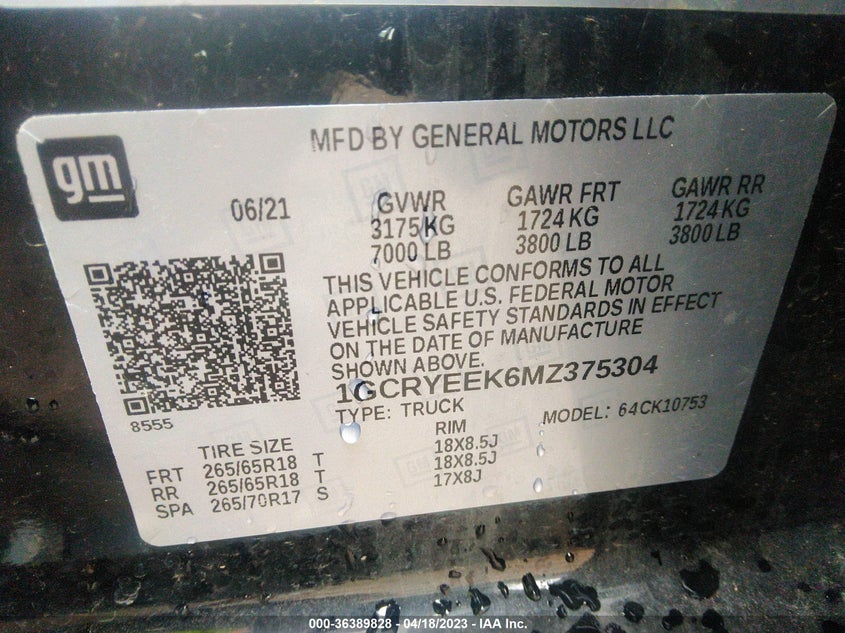 MFD BY GENERAL MOTORS LLC
gm
06/21
GVWR
3175KG
7000 LB
GAWR FRT
1724 KG
3800 LB
GAWR RR
1724 KG
3800 LB
THIS VEHICLE CONFORMS TO ALL
APPLICABLE U.S. FEDERAL MOTOR
VEHICLE SAFETY STANDARDS IN EFFECT
ON THE DATE OF MANUFACTURE
SHOWN ABOVE.
1GCRYEEK6MZ375304
TYPE: TRUCK
MODEL: 64CK10753
8555
TIRE SIZE RIM
FRT 265/65R18 T 18X8.5J
RR 265/65R18 T 18X8.5J
SPA 265/70R17 S 17X8J
000-36389828 - 04/18/2023 - IAA Inc.